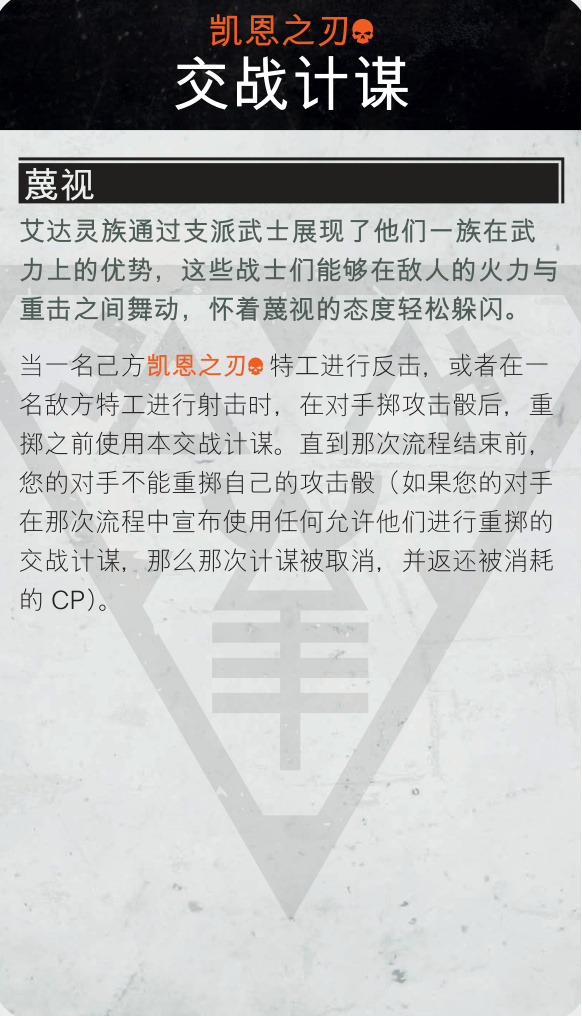 凯恩之刃
交战计谋
蔑视
艾达灵族通过支派武士展现了他们一族在武
力上的优势，这些战士们能够在敌人的火力与
重击之间舞动，怀着蔑视的态度轻松躲闪。
当一名己方凯恩之刃 特工进行反击，或者在一
名敌方特工进行射击时，在对手掷攻击骰后，重
掷之前使用本交战计谋。直到那次流程结束前，
您的对手不能重掷自己的攻击骰（如果您的对手
在那次流程中宣布使用任何允许他们进行重掷的
交战计谋，那么那次计谋被取消，并返还被消耗
的 CP）。